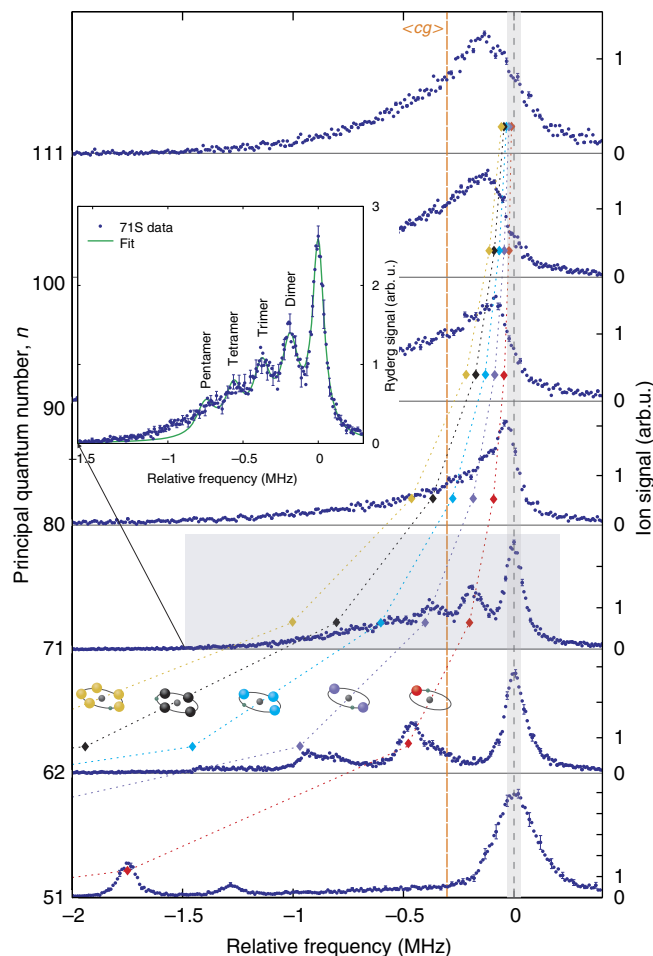 <cg>
Principal quantum number, n
111
100
90
80
71
62
51
1
0
1
0
1
0
1
0
1
0
1
0
1
0
Ion signal (arb.u.)
-2
-1.5
-1
-0.5
0
Relative frequency (MHz)
71S data
Fit
Pentamer
Tetramer
Trimer
Dimer
3
2
1
0
Ryderg signal (arb. u.)
-1.5
-1
-0.5
0
Relative frequency (MHz)